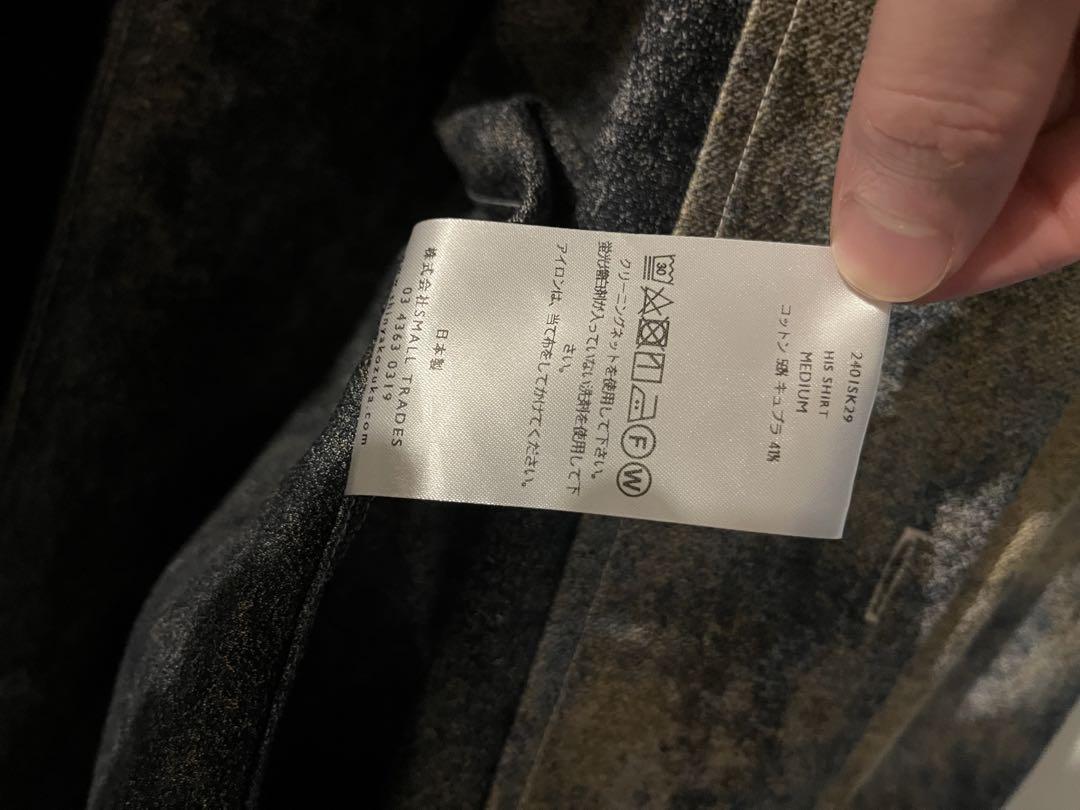 2401SK29
HIS SHIRT
MEDIUM
コットン 59% キュプラ 41%
30
F W
クリーニングネットを使用して下さい。
蛍光増白剤が入っていない洗剤を使用して下
さい。
アイロンは、当て布をしてかけてください。
日本製
株式会社SMALL TRADES
03 4363 0319
shinyakozuka.com